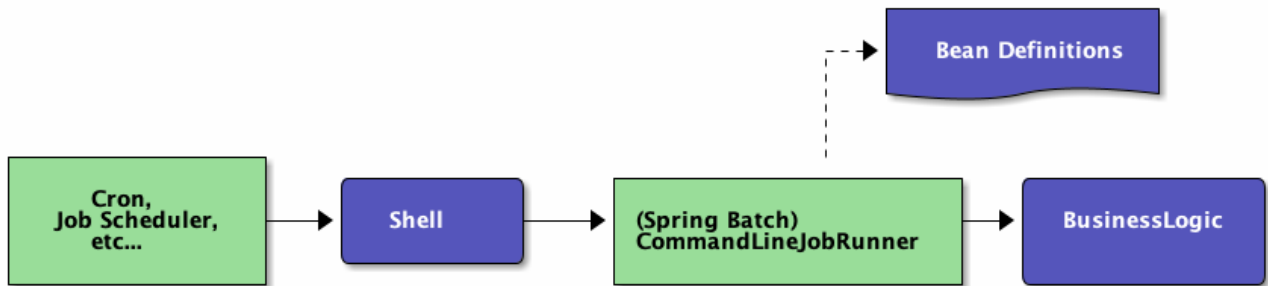 Bean Definitions
Cron,
Job Scheduler,
etc...
Shell
(Spring Batch)
CommandLineJobRunner
BusinessLogic